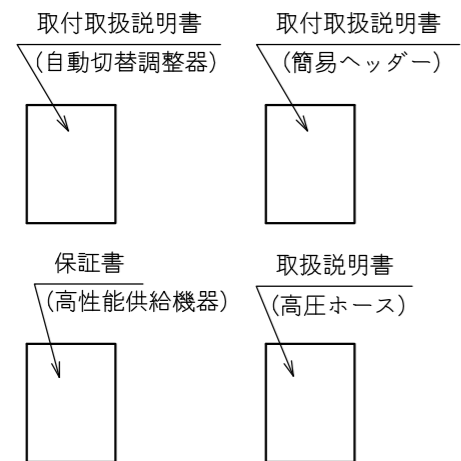 取付取扱説明書
(自動切替調整器)
取付取扱説明書
(簡易ヘッダー)
保証書
(高性能供給機器)
取扱説明書
(高圧ホース)